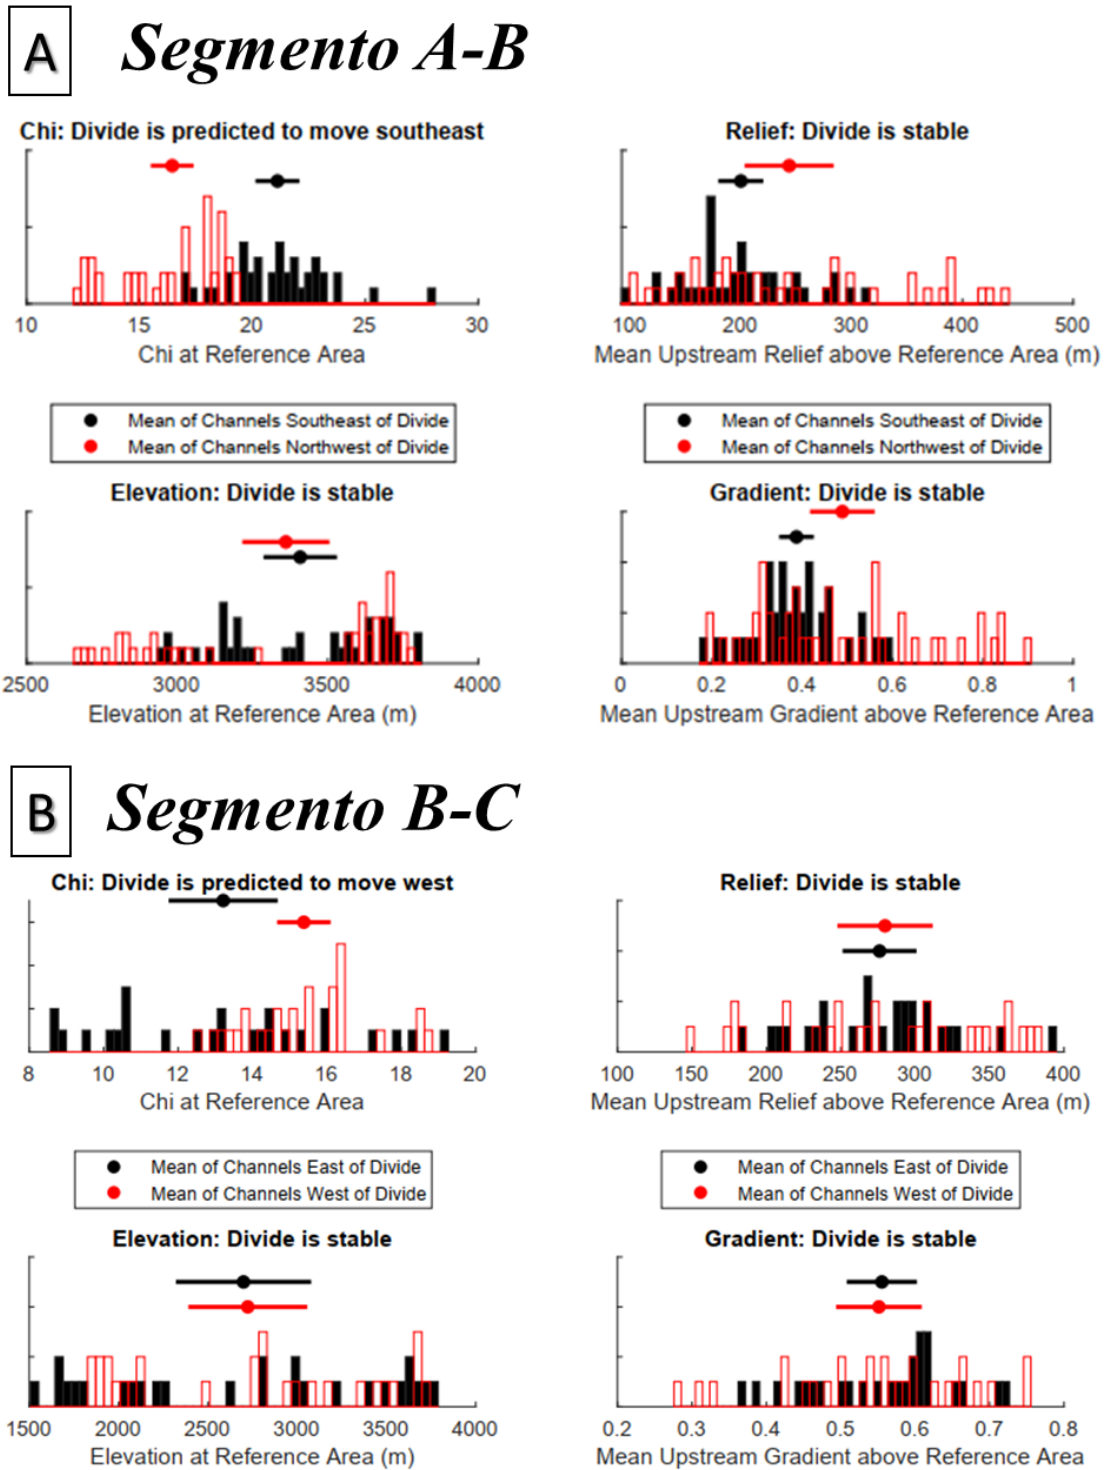 A Segmento A-B
Chi: Divide is predicted to move southeast
10 15 20 25 30
Chi at Reference Area
Relief: Divide is stable
100 200 300 400 500
Mean Upstream Relief above Reference Area (m)
Mean of Channels Southeast of Divide
Mean of Channels Northwest of Divide
Mean of Channels Southeast of Divide
Mean of Channels Northwest of Divide
Elevation: Divide is stable
2500 3000 3500 4000
Elevation at Reference Area (m)
Gradient: Divide is stable
0 0.2 0.4 0.6 0.8 1
Mean Upstream Gradient above Reference Area
B Segmento B-C
Chi: Divide is predicted to move west
8 10 12 14 16 18 20
Chi at Reference Area
Relief: Divide is stable
100 150 200 250 300 350 400
Mean Upstream Relief above Reference Area (m)
Mean of Channels East of Divide
Mean of Channels West of Divide
Mean of Channels East of Divide
Mean of Channels West of Divide
Elevation: Divide is stable
1500 2000 2500 3000 3500 4000
Elevation at Reference Area (m)
Gradient: Divide is stable
0.2 0.3 0.4 0.5 0.6 0.7 0.8
Mean Upstream Gradient above Reference Area